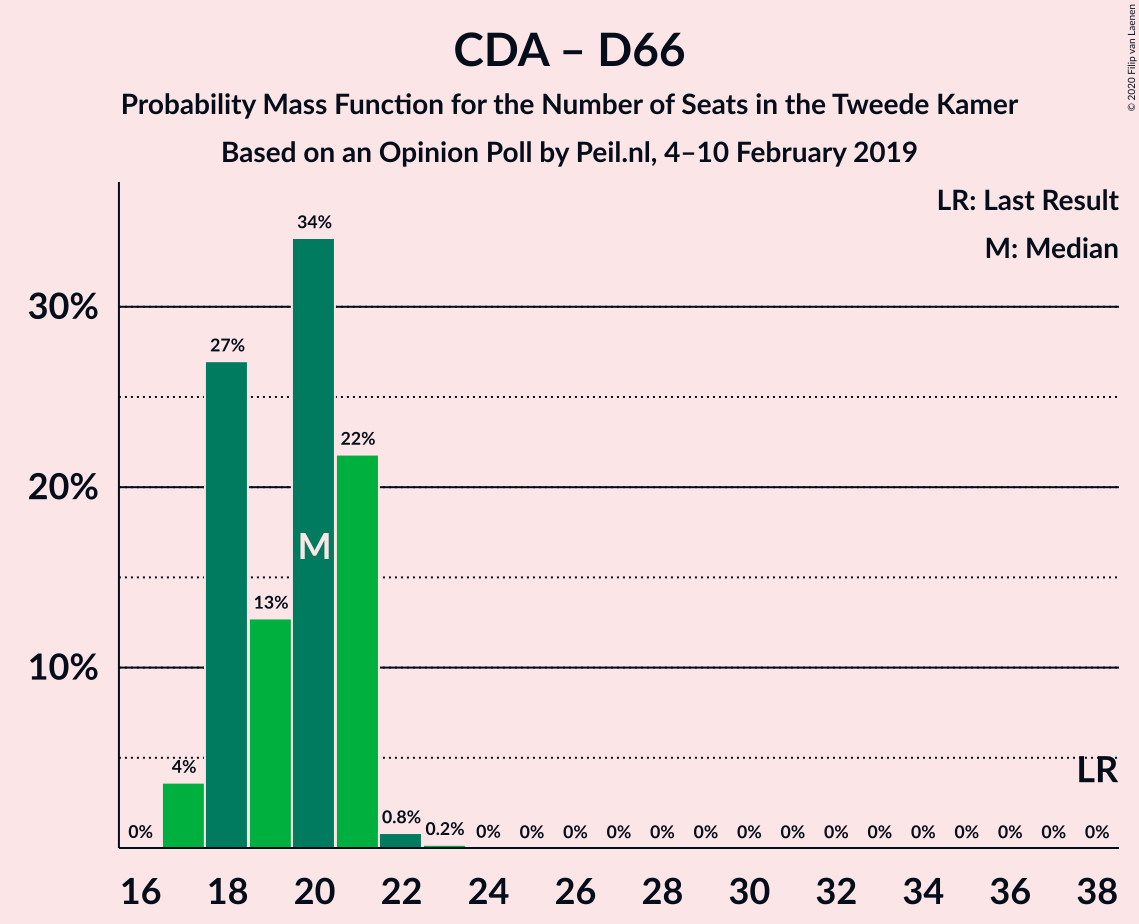 CDA – D66
Probability Mass Function for the Number of Seats in the Tweede Kamer
Based on an Opinion Poll by Peil.nl, 4–10 February 2019
© 2020 Filip van Laenen
LR: Last Result
M: Median
34%
30%
27%
22%
20%
M
13%
10%
4%
LR
0%
0.8%
0.2%
0% 0% 0% 0% 0% 0% 0% 0% 0% 0% 0% 0% 0% 0% 0%
16 18 20 22 24 26 28 30 32 34 36 38